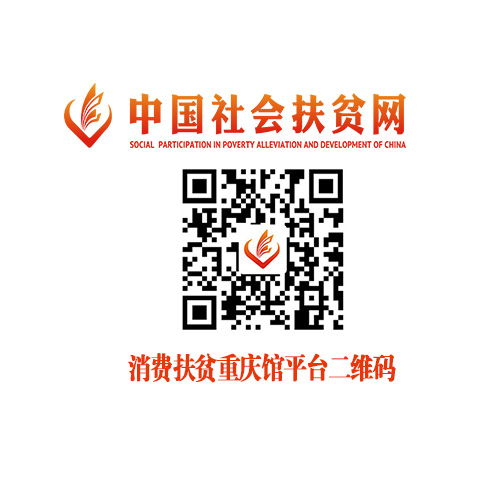 中国社会扶贫网
SOCIAL PARTICIPATION IN POVERTY ALLEVIATION AND DEVELOPMENT OF CHINA
消费扶贫重庆馆平台二维码